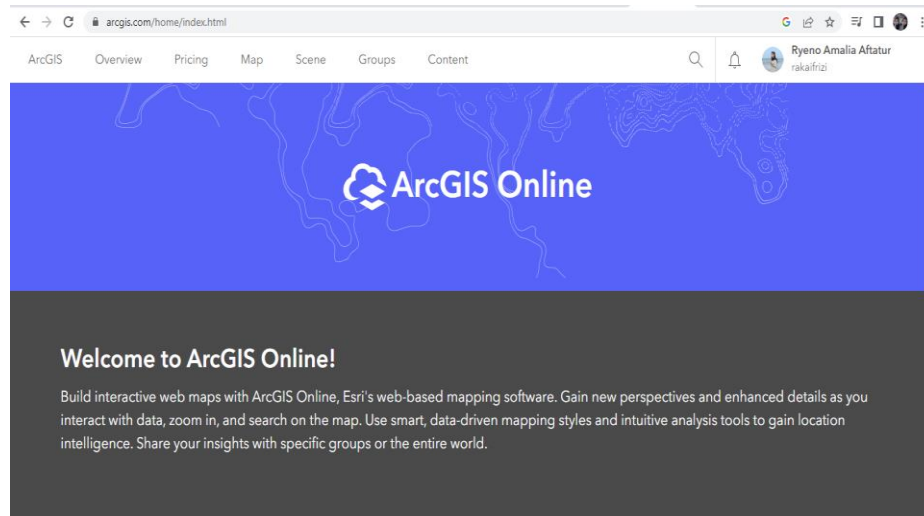 arcgis.com/home/index.html
ArcGIS Overview Pricing Map Scene Groups Content
Ryeno Amalia Aftatur
rakaifrizi
ArcGIS Online
Welcome to ArcGIS Online!
Build interactive web maps with ArcGIS Online, Esri's web-based mapping software. Gain new perspectives and enhanced details as you
interact with data, zoom in, and search on the map. Use smart, data-driven mapping styles and intuitive analysis tools to gain location
intelligence. Share your insights with specific groups or the entire world.